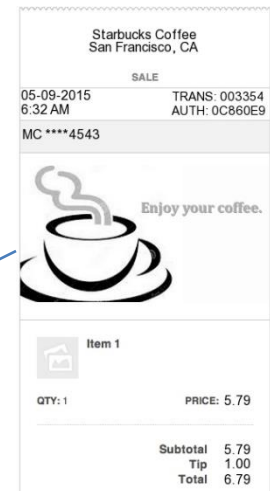 Starbucks Coffee
San Francisco, CA
SALE
05-09-2015 TRANS: 003354
6:32 AM AUTH: 0C860E9
MC ****4543
Enjoy your coffee.
Item 1
QTY: 1 PRICE: 5.79
Subtotal 5.79
Tip 1.00
Total 6.79